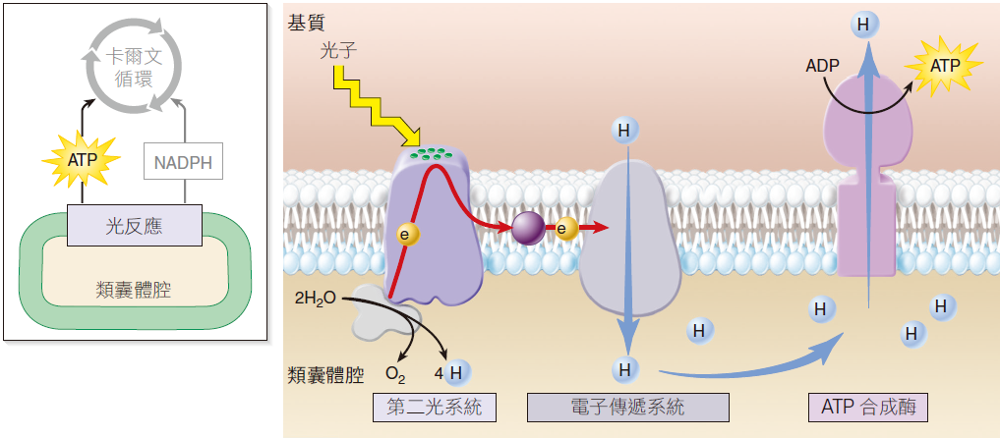 卡爾文
循環
ATP
NADPH
光反應
類囊體腔
基質
光子
H
ADP
ATP
H
e
e
2H₂O
H
H
H
H
類囊體腔
O₂
4 H
H
第二光系統
電子傳遞系統
ATP 合成酶